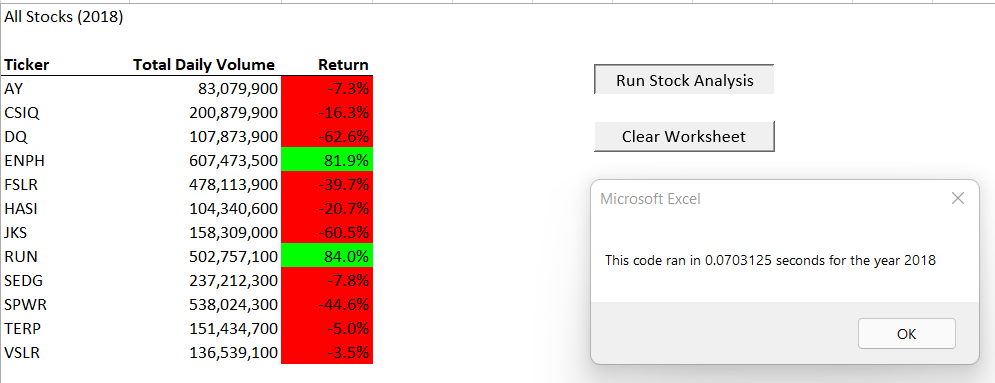 All Stocks (2018)
Ticker Total Daily Volume Return
AY 83,079,900 -7.3%
CSIQ 200,879,900 -16.3%
DQ 107,873,900 -62.6%
ENPH 607,473,500 81.9%
FSLR 478,113,900 -39.7%
HASI 104,340,600 -20.7%
JKS 158,309,000 -60.5%
RUN 502,757,100 84.0%
SEDG 237,212,300 -7.8%
SPWR 538,024,300 -44.6%
TERP 151,434,700 -5.0%
VSLR 136,539,100 -3.5%
Run Stock Analysis
Clear Worksheet
Microsoft Excel
This code ran in 0.0703125 seconds for the year 2018
OK